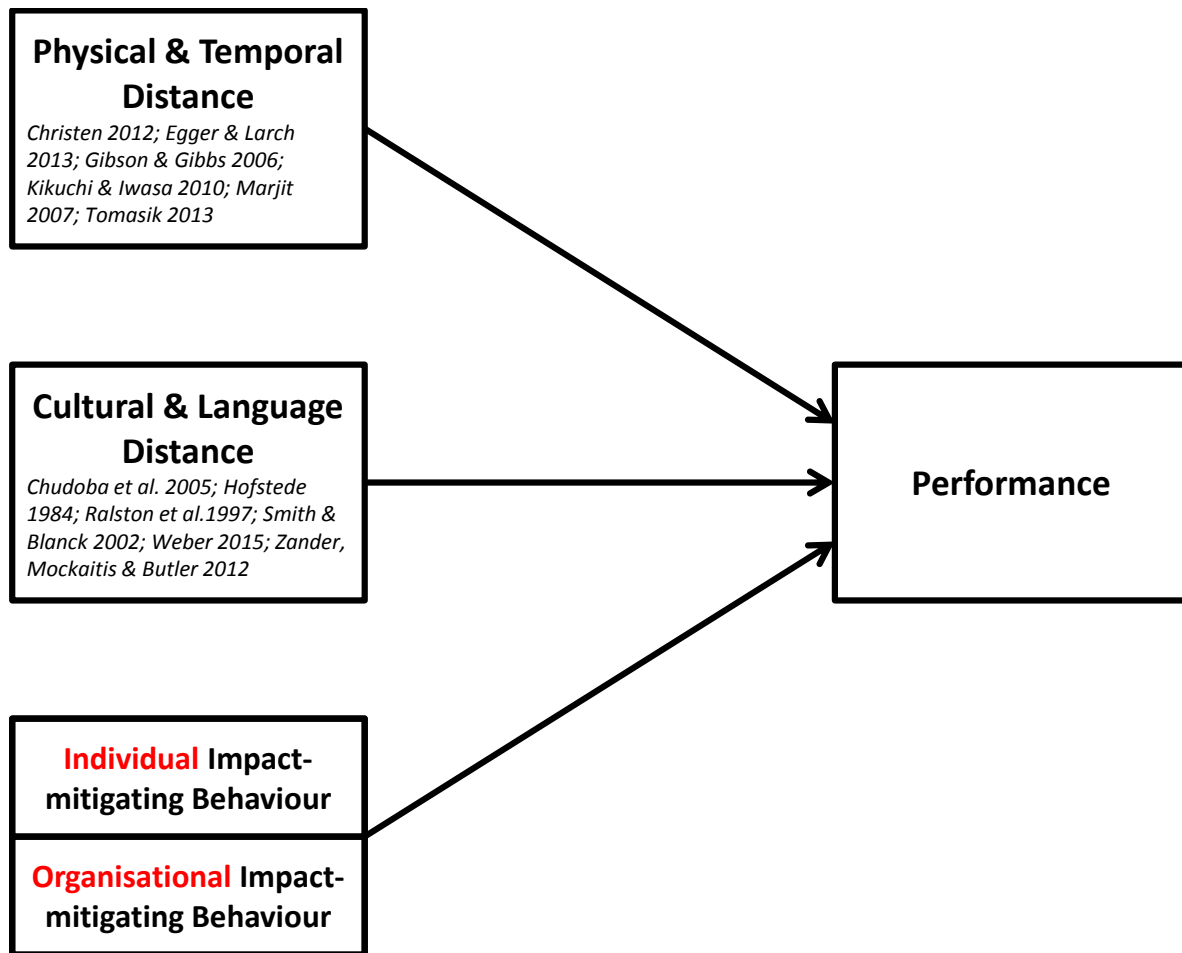 Physical & Temporal
Distance
Christen 2012; Egger & Larch
2013; Gibson & Gibbs 2006;
Kikuchi & Iwasa 2010; Marjit
2007; Tomasik 2013
Cultural & Language
Distance
Chudoba et al. 2005; Hofstede
1984; Ralston et al.1997; Smith &
Blanck 2002; Weber 2015; Zander,
Mockaitis & Butler 2012
Performance
Individual Impact-
mitigating Behaviour
Organisational Impact-
mitigating Behaviour